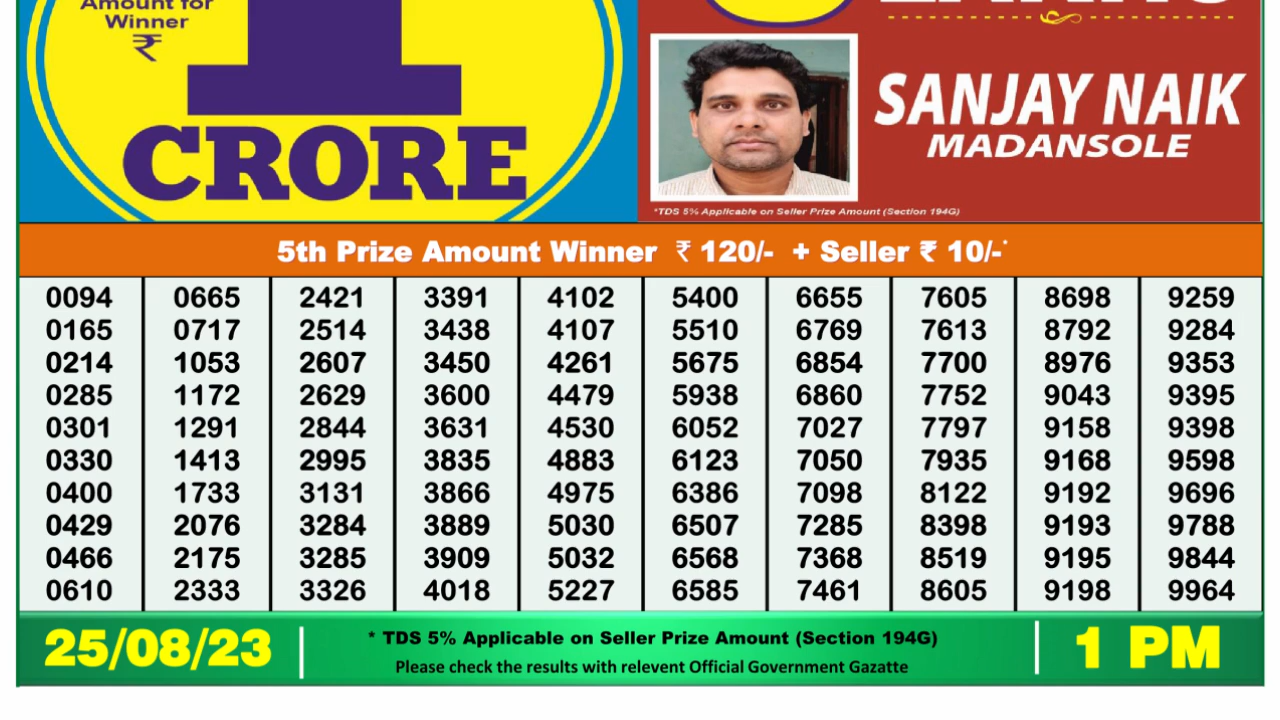 Amount for
Winner
₹
1
CRORE
SANJAY NAIK
MADANSOLE
*TDS 5% Applicable on Seller Prize Amount (Section 194G)
5th Prize Amount Winner ₹ 120/- + Seller ₹ 10/-*
0094 0665 2421 3391 4102 5400 6655 7605 8698 9259
0165 0717 2514 3438 4107 5510 6769 7613 8792 9284
0214 1053 2607 3450 4261 5675 6854 7700 8976 9353
0285 1172 2629 3600 4479 5938 6860 7752 9043 9395
0301 1291 2844 3631 4530 6052 7027 7797 9158 9398
0330 1413 2995 3835 4883 6123 7050 7935 9168 9598
0400 1733 3131 3866 4975 6386 7098 8122 9192 9696
0429 2076 3284 3889 5030 6507 7285 8398 9193 9788
0466 2175 3285 3909 5032 6568 7368 8519 9195 9844
0610 2333 3326 4018 5227 6585 7461 8605 9198 9964
25/08/23
* TDS 5% Applicable on Seller Prize Amount (Section 194G)
Please check the results with relevent Official Government Gazatte
1 PM